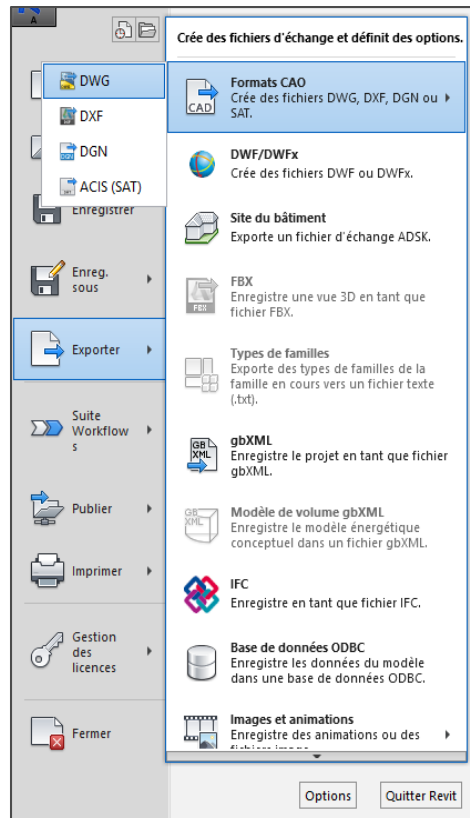 A
Crée des fichiers d'échange et définit des options.
DWG
DXF
DGN
ACIS (SAT)
Enregistrer
Enreg.
sous
Exporter
Suite
Workflow
s
Publier
Imprimer
Gestion
des
licences
Fermer
CAD
Formats CAO
Crée des fichiers DWG, DXF, DGN ou
SAT.
DWF/DWFx
Crée des fichiers DWF ou DWFx.
Site du bâtiment
Exporte un fichier d'échange ADSK.
FBX
FBX
Enregistre une vue 3D en tant que
fichier FBX.
Types de familles
Exporte des types de familles de la
famille en cours vers un fichier texte
(.txt).
GB
XML
gbXML
Enregistre le projet en tant que fichier
gbXML.
GB
XML
Modèle de volume gbXML
Enregistre le modèle énergétique
conceptuel dans un fichier gbXML.
IFC
Enregistre en tant que fichier IFC.
Base de données ODBC
Enregistre les données du modèle
dans une base de données ODBC.
Images et animations
Enregistre des animations ou des
fichiers image.
Options
Quitter Revit